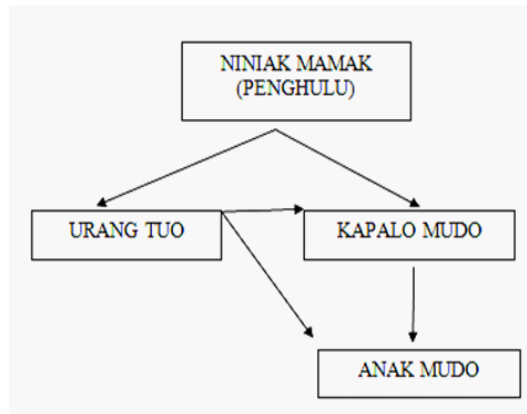 NINIAK MAMAK
(PENGHULU)
URANG TUO
KAPALO MUDO
ANAK MUDO